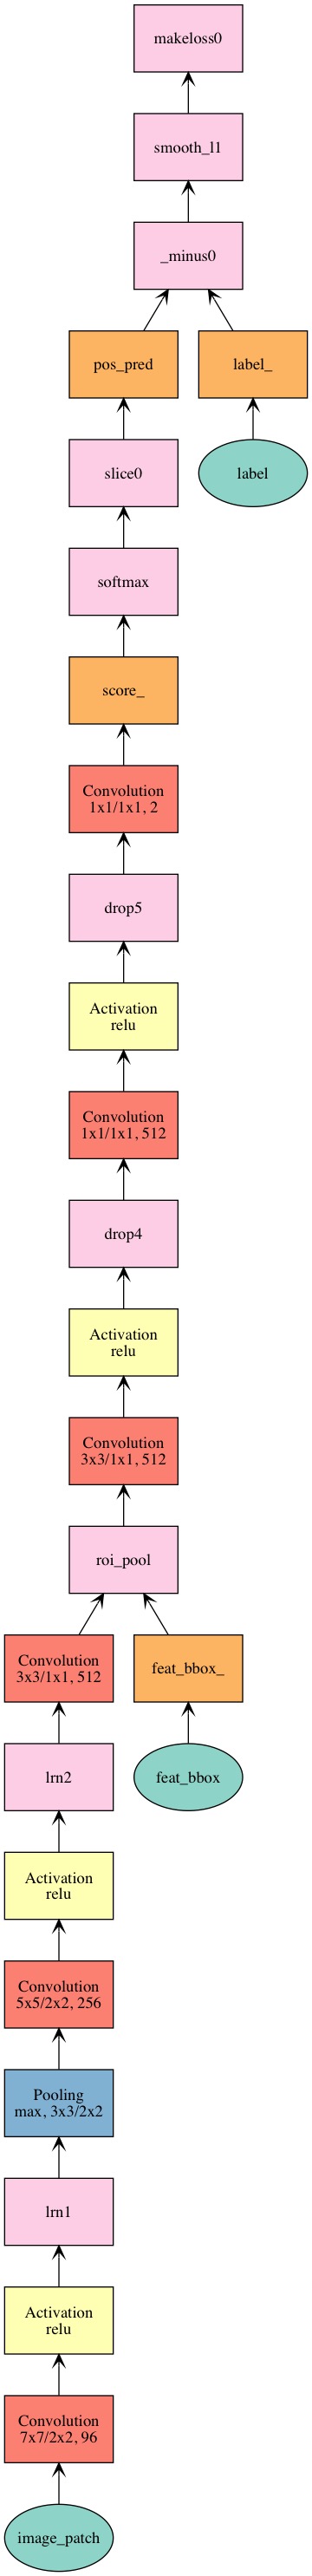 makeloss0
smooth_l1
_minus0
pos_pred
label_
slice0
label
softmax
score_
Convolution
1x1/1x1, 2
drop5
Activation
relu
Convolution
1x1/1x1, 512
drop4
Activation
relu
Convolution
3x3/1x1, 512
roi_pool
Convolution
3x3/1x1, 512
feat_bbox_
lrn2
feat_bbox
Activation
relu
Convolution
5x5/2x2, 256
Pooling
max, 3x3/2x2
lrn1
Activation
relu
Convolution
7x7/2x2, 96
image_patch